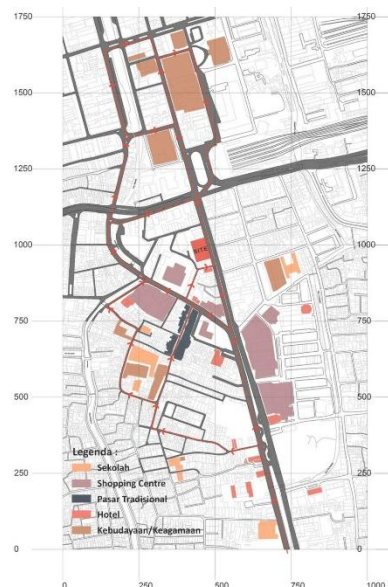 1750 1750
1500 1500
1250 1250
1000 1000
SITE
750 750
500 500
Legenda :
Sekolah
250 250
Shopping Centre
Pasar Tradisional
Hotel
Kebudayaan/Keagamaan
0 0
0 250 500 750 1000